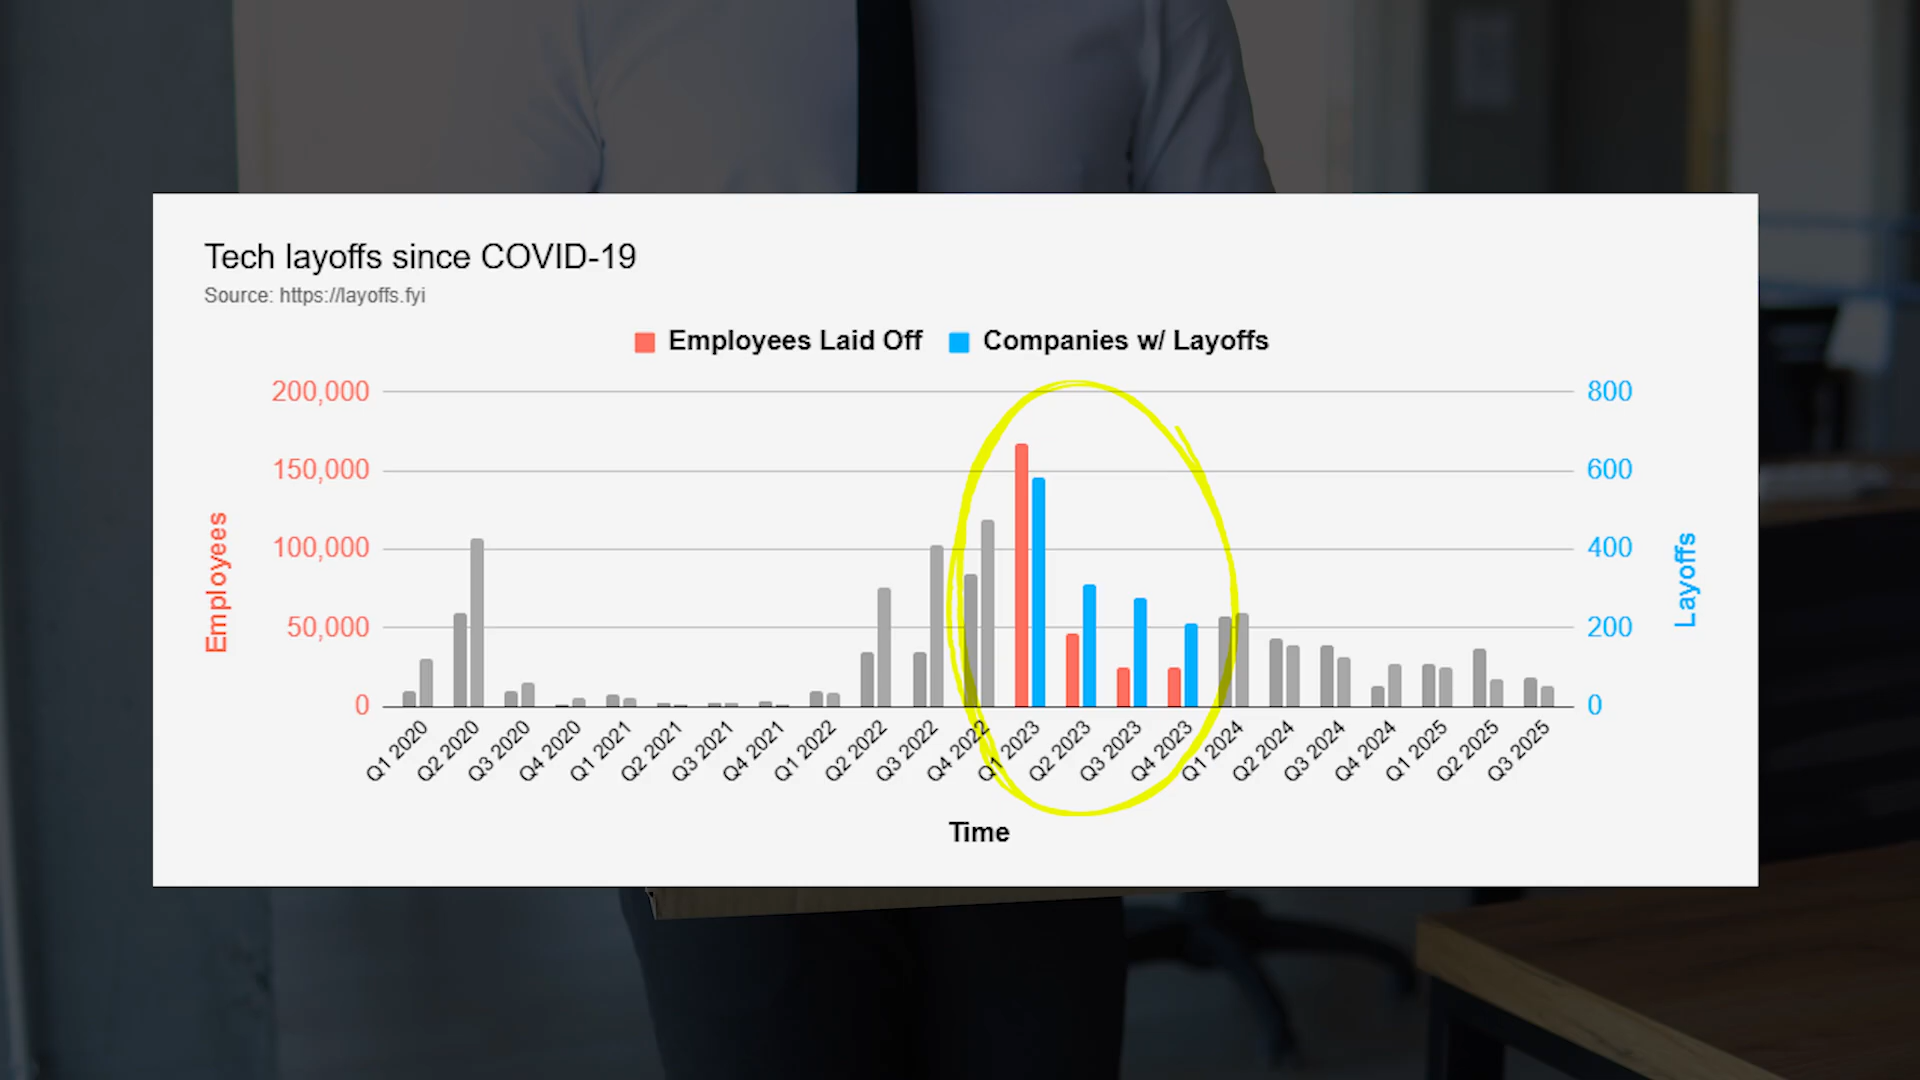 Tech layoffs since COVID-19
Source: https://layoffs.fyi
Employees Laid Off Companies w/ Layoffs
200,000 800
150,000 600
100,000 400
50,000 200
0 0
Employees
Layoffs
Q1 2020 Q2 2020 Q3 2020 Q4 2020 Q1 2021 Q2 2021 Q3 2021 Q4 2021 Q1 2022 Q2 2022 Q3 2022 Q4 2022 Q1 2023 Q2 2023 Q3 2023 Q4 2023 Q1 2024 Q2 2024 Q3 2024 Q4 2024 Q1 2025 Q2 2025 Q3 2025
Time